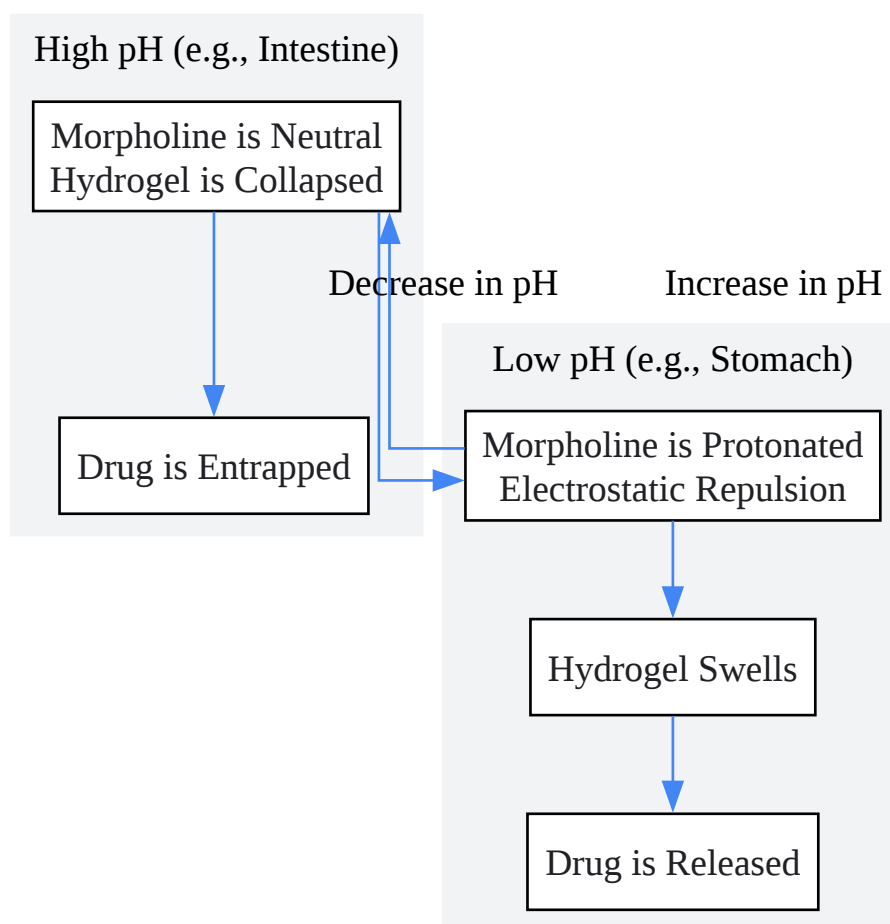 High pH (e.g., Intestine)
Morpholine is Neutral
Hydrogel is Collapsed
Decrease in pH
Increase in pH
Drug is Entrapped
Low pH (e.g., Stomach)
Morpholine is Protonated
Electrostatic Repulsion
Hydrogel Swells
Drug is Released